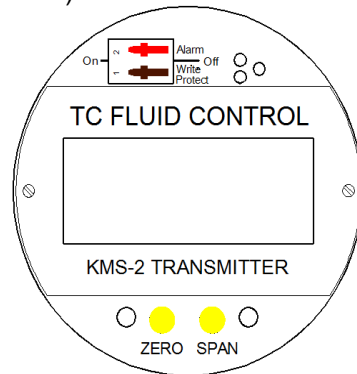 2 Alarm
On Off
1 Write
Protect
TC FLUID CONTROL
KMS-2 TRANSMITTER
ZERO SPAN